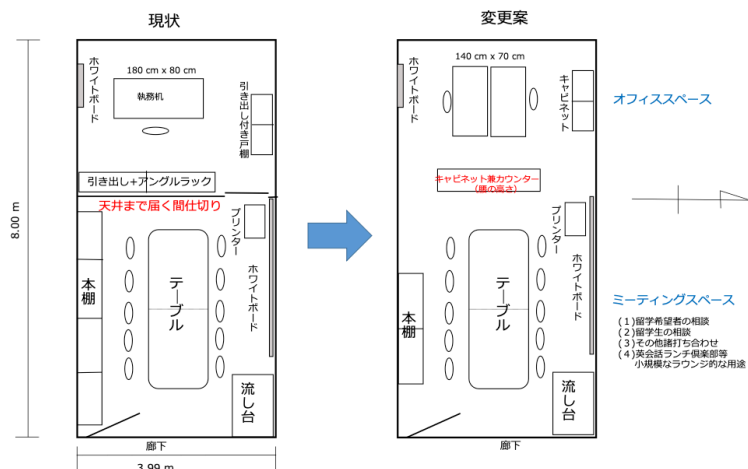 現状
変更案
180 cm x 80 cm
執務机
ホワイトボード
引き出し付き戸棚
引き出し+アングルラック
天井まで届く間仕切り
プリンター
本棚
テーブル
ホワイトボード
流し台
廊下
8.00 m
3.99 m
140 cm x 70 cm
ホワイトボード
キャビネット
キャビネット兼カウンター
(腰の高さ)
プリンター
本棚
テーブル
ホワイトボード
流し台
廊下
オフィススペース
ミーティングスペース
(1)留学希望者の相談
(2)留学生の相談
(3)その他諸打ち合わせ
(4)英会話ランチ倶楽部等
小規模なラウンジ的な用途